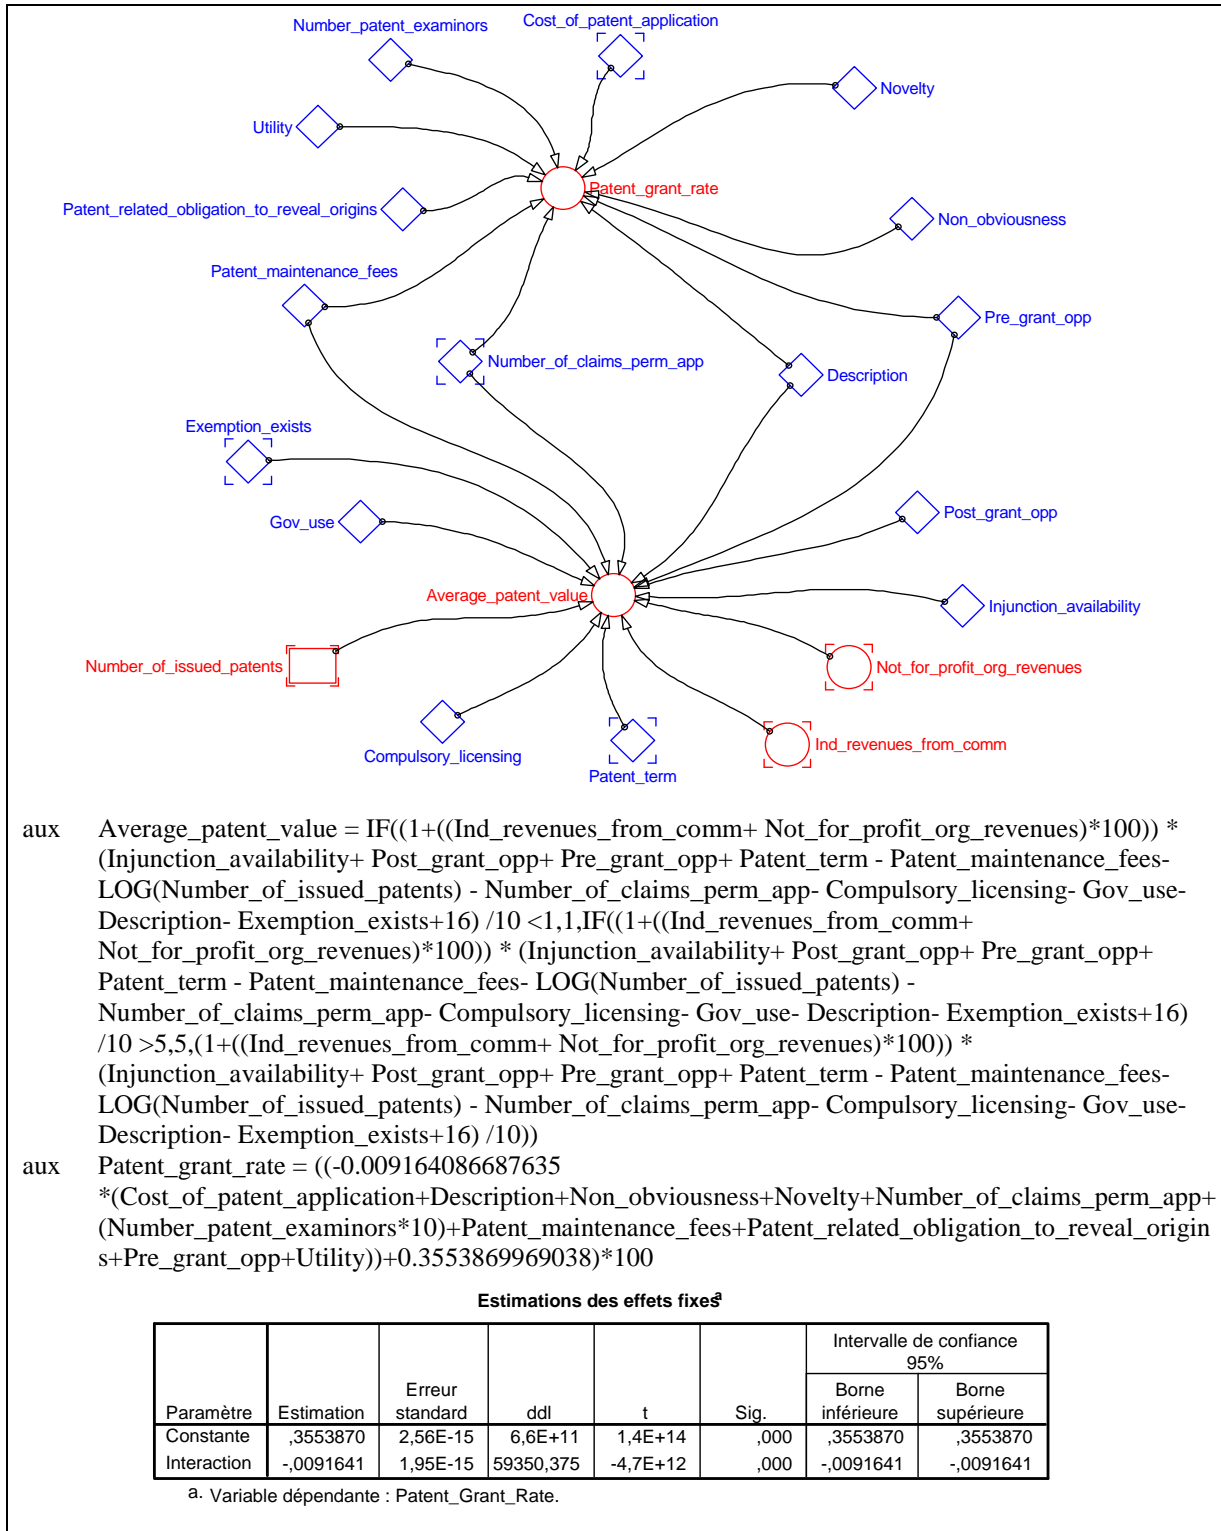 Cost_of_patent_application
Number_patent_examinors
Novelty
Utility
Patent_grant_rate
Patent_related_obligation_to_reveal_origins
Non_obviousness
Patent_maintenance_fees
Pre_grant_opp
Number_of_claims_perm_app
Description
Exemption_exists
Gov_use
Post_grant_opp
Average_patent_value
Injunction_availability
Number_of_issued_patents
Not_for_profit_org_revenues
Compulsory_licensing
Ind_revenues_from_comm
Patent_term
aux Average_patent_value = IF((1+((Ind_revenues_from_comm+ Not_for_profit_org_revenues)*100)) *
(Injunction_availability+ Post_grant_opp+ Pre_grant_opp+ Patent_term - Patent_maintenance_fees-
LOG(Number_of_issued_patents) - Number_of_claims_perm_app- Compulsory_licensing- Gov_use-
Description- Exemption_exists+16) /10 <1,1,IF((1+((Ind_revenues_from_comm+
Not_for_profit_org_revenues)*100)) * (Injunction_availability+ Post_grant_opp+ Pre_grant_opp+
Patent_term - Patent_maintenance_fees- LOG(Number_of_issued_patents) -
Number_of_claims_perm_app- Compulsory_licensing- Gov_use- Description- Exemption_exists+16)
/10 >5,5,(1+((Ind_revenues_from_comm+ Not_for_profit_org_revenues)*100)) *
(Injunction_availability+ Post_grant_opp+ Pre_grant_opp+ Patent_term - Patent_maintenance_fees-
LOG(Number_of_issued_patents) - Number_of_claims_perm_app- Compulsory_licensing- Gov_use-
Description- Exemption_exists+16) /10))
aux Patent_grant_rate = ((-0.009164086687635
*(Cost_of_patent_application+Description+Non_obviousness+Novelty+Number_of_claims_perm_app+
(Number_patent_examinors*10)+Patent_maintenance_fees+Patent_related_obligation_to_reveal_origin
s+Pre_grant_opp+Utility))+0.3553869969038)*100
Estimations des effets fixes a
Intervalle de confiance
95%
Paramètre Estimation Erreur standard ddl t Sig. Borne inférieure Borne supérieure
Constante ,3553870 2,56E-15 6,6E+11 1,4E+14 ,000 ,3553870 ,3553870
Interaction -,0091641 1,95E-15 59350,375 -4,7E+12 ,000 -,0091641 -,0091641
a. Variable dépendante : Patent_Grant_Rate.